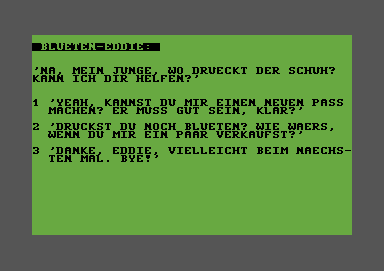 BLUETEN-EDDIE:
'NA, MEIN JUNGE, WO DRUECKT DER SCHUH?
KANN ICH DIR HELFEN?'
1 'YEAH, KANNST DU MIR EINEN NEUEN PASS
MACHEN? ER MUSS GUT SEIN, KLAR?'
2 'DRUCKST DU NOCH BLUETEN? WIE WAERS,
WENN DU MIR EIN PAAR VERKAUFST?'
3 'DANKE, EDDIE, VIELLEICHT BEIM NAECHS-
TEN MAL. BYE!'